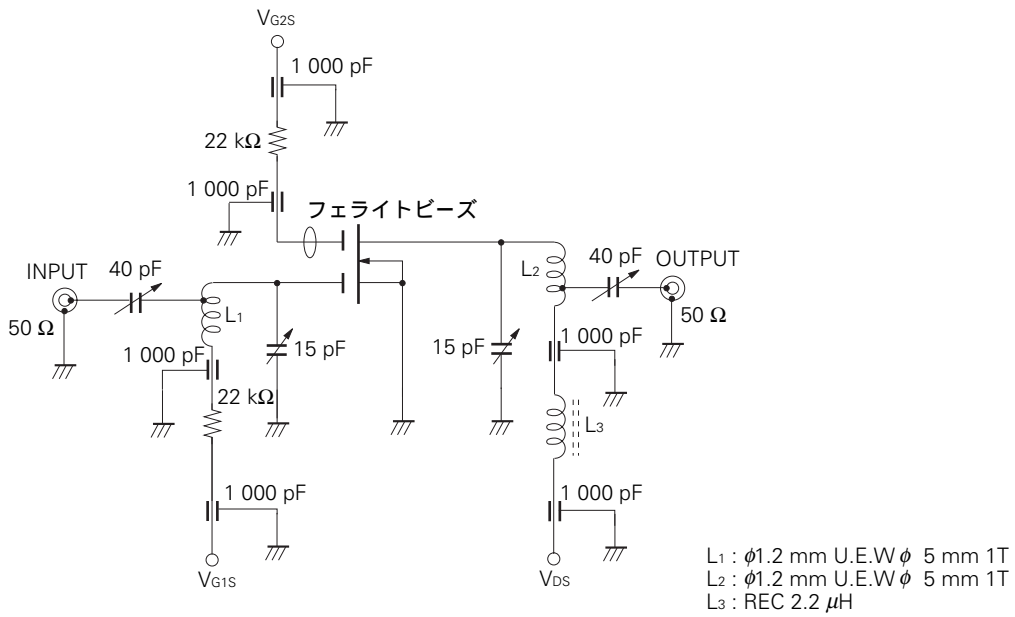 VG2S
1 000 pF
22 kΩ
1 000 pF
フェライトビーズ
INPUT
40 pF
L2
40 pF
OUTPUT
50 Ω
L1
50 Ω
1 000 pF
15 pF
15 pF
1 000 pF
22 kΩ
L3
1 000 pF
1 000 pF
VG1S
VDS
L1 : φ1.2 mm U.E.W φ 5 mm 1T
L2 : φ1.2 mm U.E.W φ 5 mm 1T
L3 : REC 2.2 μH